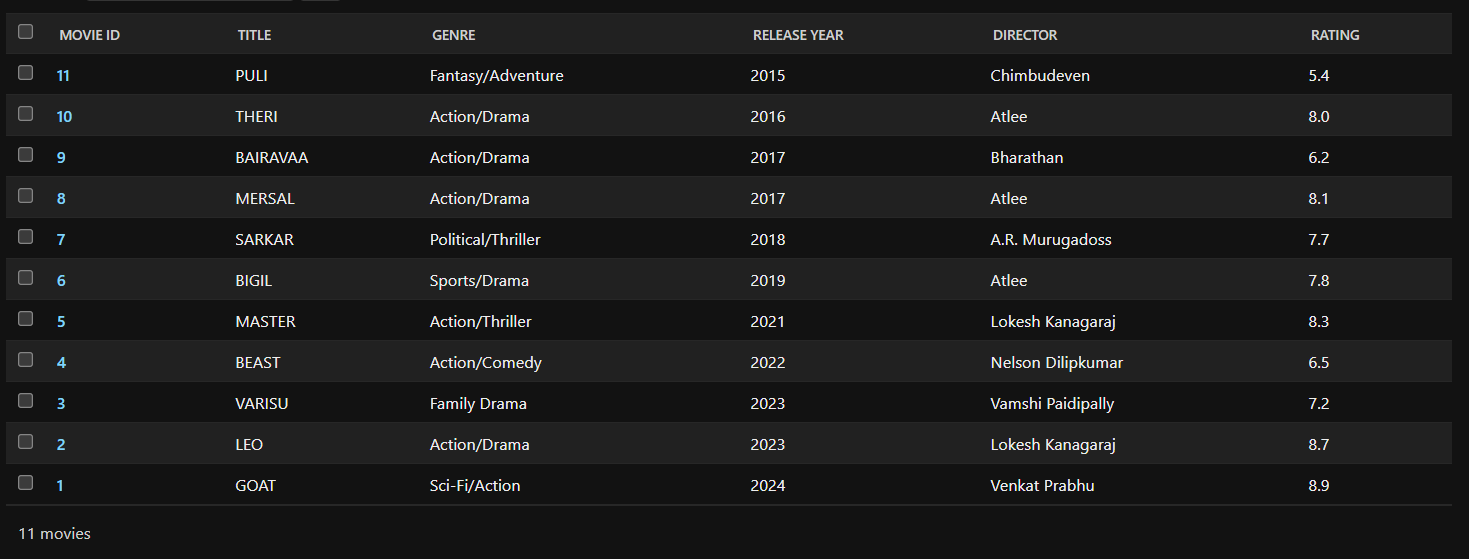 MOVIE ID TITLE GENRE RELEASE YEAR DIRECTOR RATING
11 PULI Fantasy/Adventure 2015 Chimbudeven 5.4
10 THERI Action/Drama 2016 Atlee 8.0
9 BAIRAVAA Action/Drama 2017 Bharathan 6.2
8 MERSAL Action/Drama 2017 Atlee 8.1
7 SARKAR Political/Thriller 2018 A.R. Murugadoss 7.7
6 BIGIL Sports/Drama 2019 Atlee 7.8
5 MASTER Action/Thriller 2021 Lokesh Kanagaraj 8.3
4 BEAST Action/Comedy 2022 Nelson Dilipkumar 6.5
3 VARISU Family Drama 2023 Vamshi Paidipally 7.2
2 LEO Action/Drama 2023 Lokesh Kanagaraj 8.7
1 GOAT Sci-Fi/Action 2024 Venkat Prabhu 8.9
11 movies